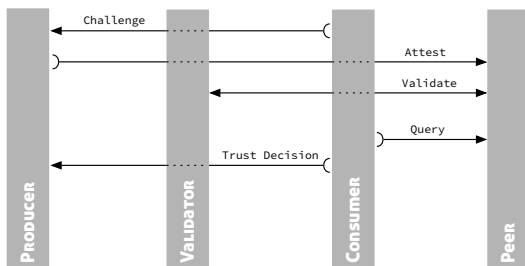 Challenge
Attest
Validate
Query
Trust Decision
Producer
Validator
Consumer
Peer